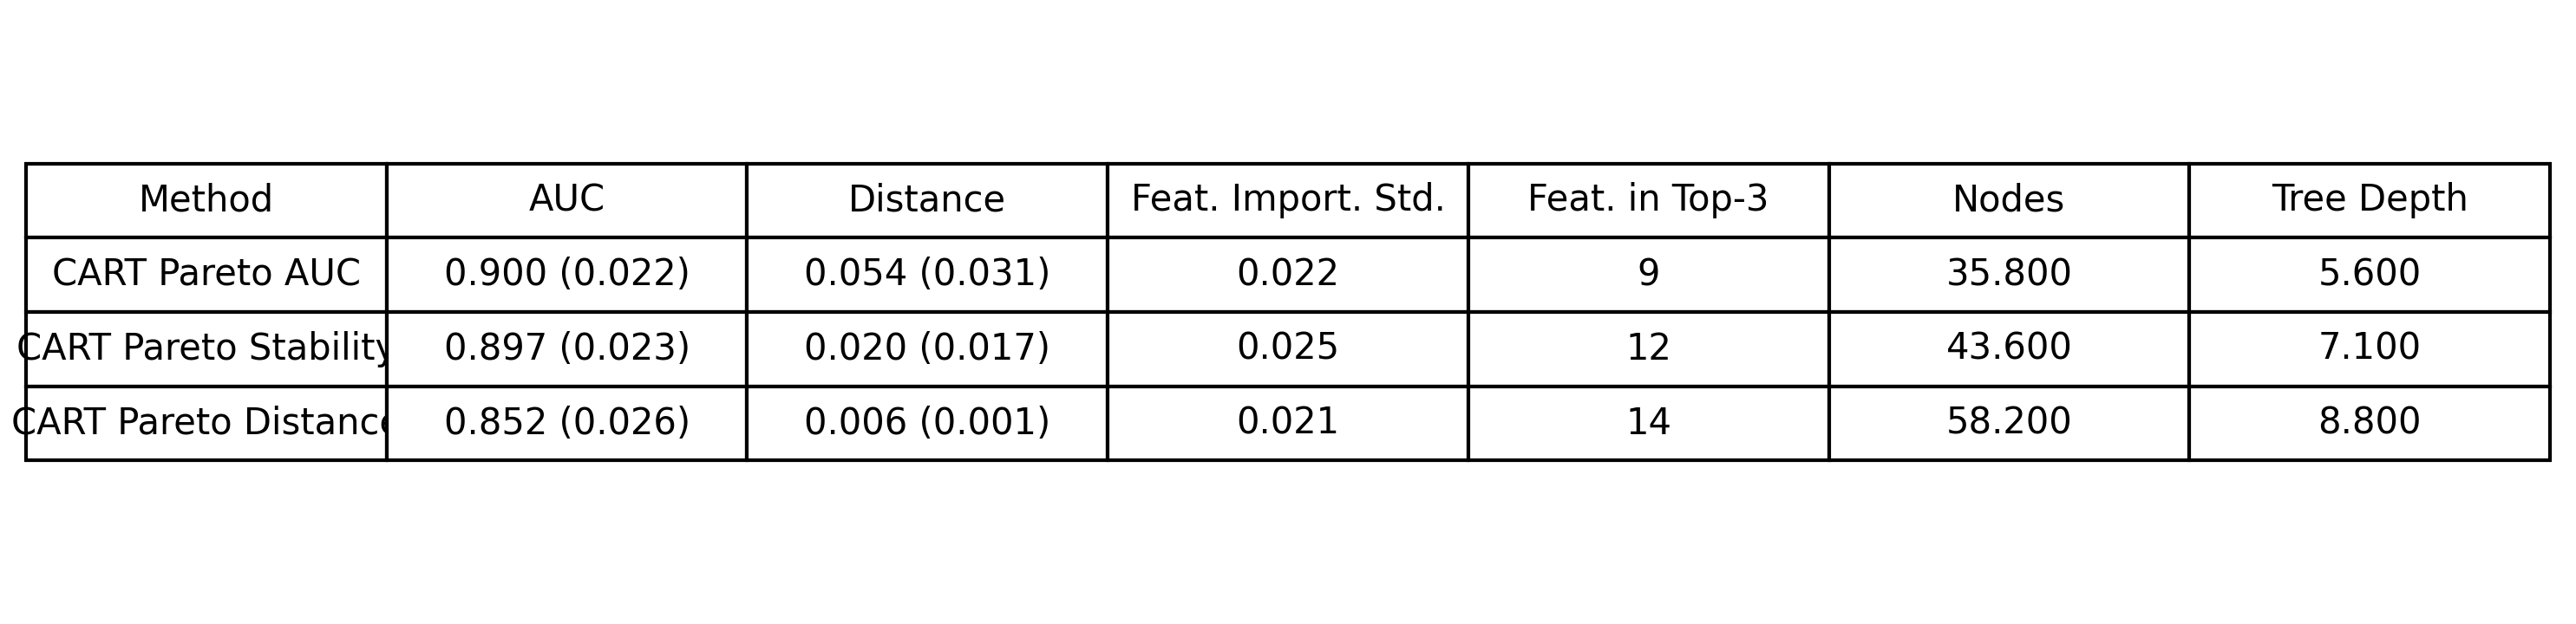 Method AUC Distance Feat. Import. Std. Feat. in Top-3 Nodes Tree Depth
CART Pareto AUC 0.900 (0.022) 0.054 (0.031) 0.022 9 35.800 5.600
CART Pareto Stability 0.897 (0.023) 0.020 (0.017) 0.025 12 43.600 7.100
CART Pareto Distance 0.852 (0.026) 0.006 (0.001) 0.021 14 58.200 8.800